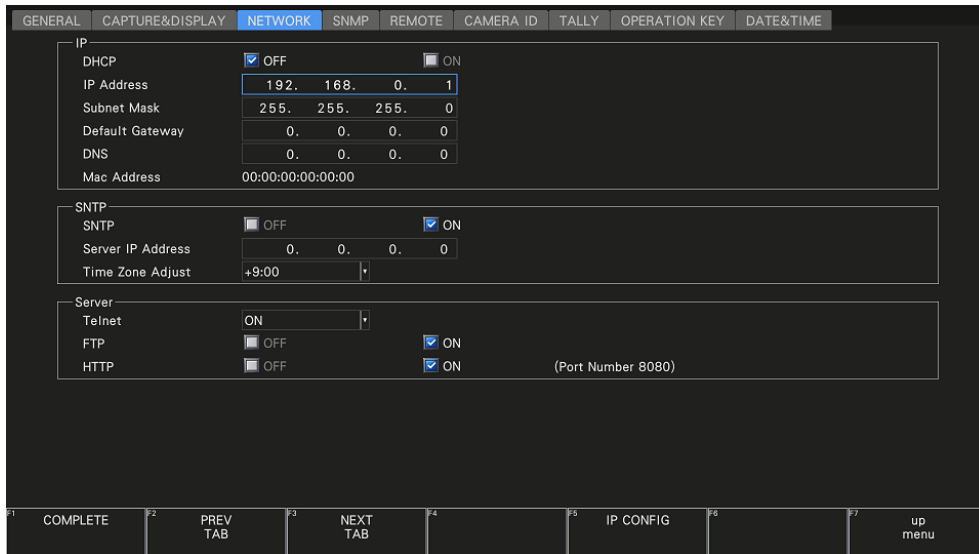 GENERAL CAPTURE&DISPLAY NETWORK SNMP REMOTE CAMERA ID TALLY OPERATION KEY DATE&TIME
IP
DHCP OFF ON
IP Address 192. 168. 0. 1
Subnet Mask 255. 255. 255. 0
Default Gateway 0. 0. 0. 0
DNS 0. 0. 0. 0
Mac Address 00:00:00:00:00:00
SNTP
SNTP OFF ON
Server IP Address 0. 0. 0. 0
Time Zone Adjust +9:00
Server
Telnet ON
FTP OFF ON
HTTP OFF ON (Port Number 8080)
F1 COMPLETE F2 PREV F3 NEXT F4 F5 IP CONFIG F6 F7 up
TAB TAB menu